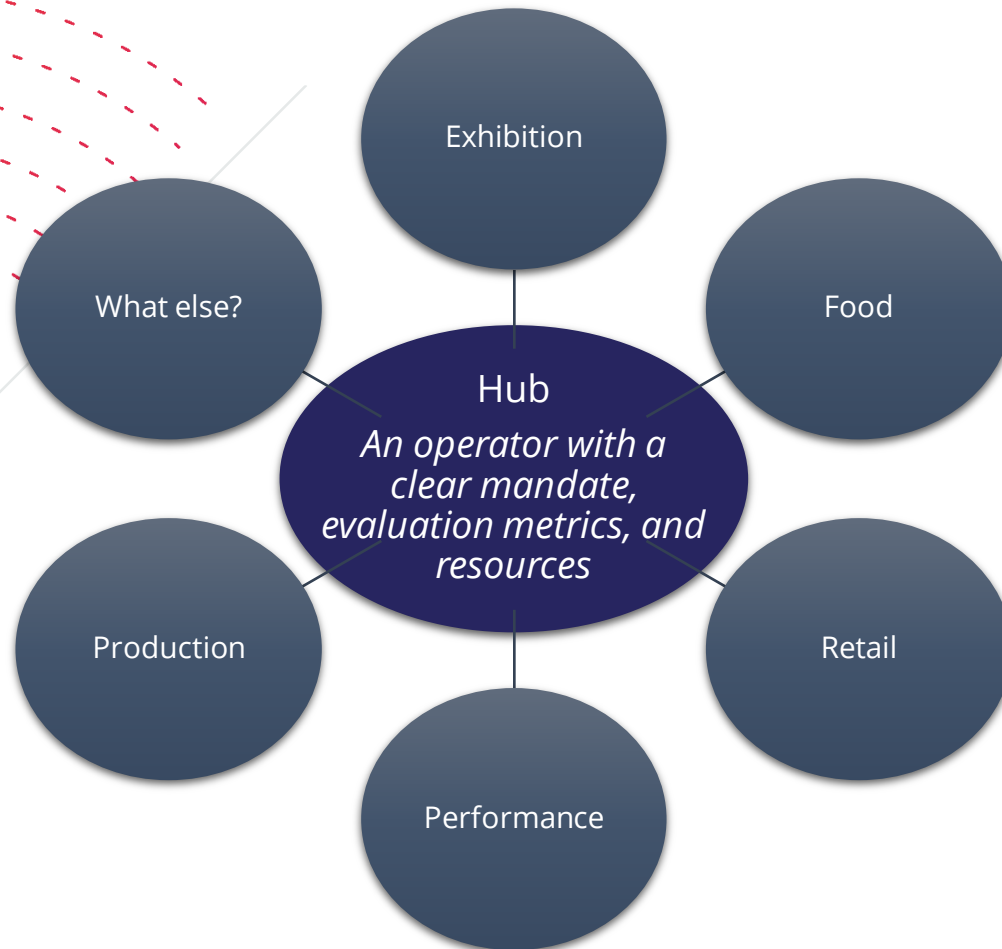 Exhibition
What else?
Food
Hub
An operator with a
clear mandate,
evaluation metrics, and
resources
Production
Retail
Performance